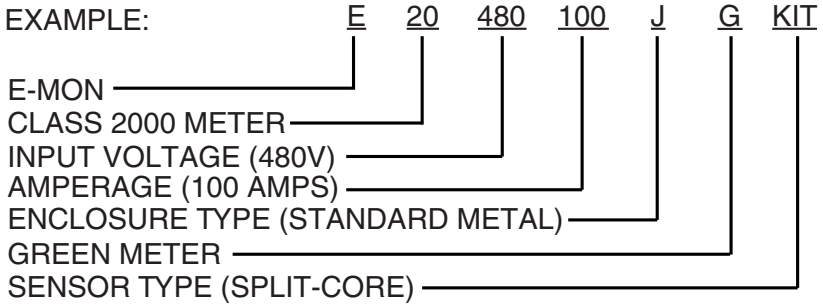 EXAMPLE: E 20 480 100 J G KIT
E-MON
CLASS 2000 METER
INPUT VOLTAGE (480V)
AMPERAGE (100 AMPS)
ENCLOSURE TYPE (STANDARD METAL)
GREEN METER
SENSOR TYPE (SPLIT-CORE)